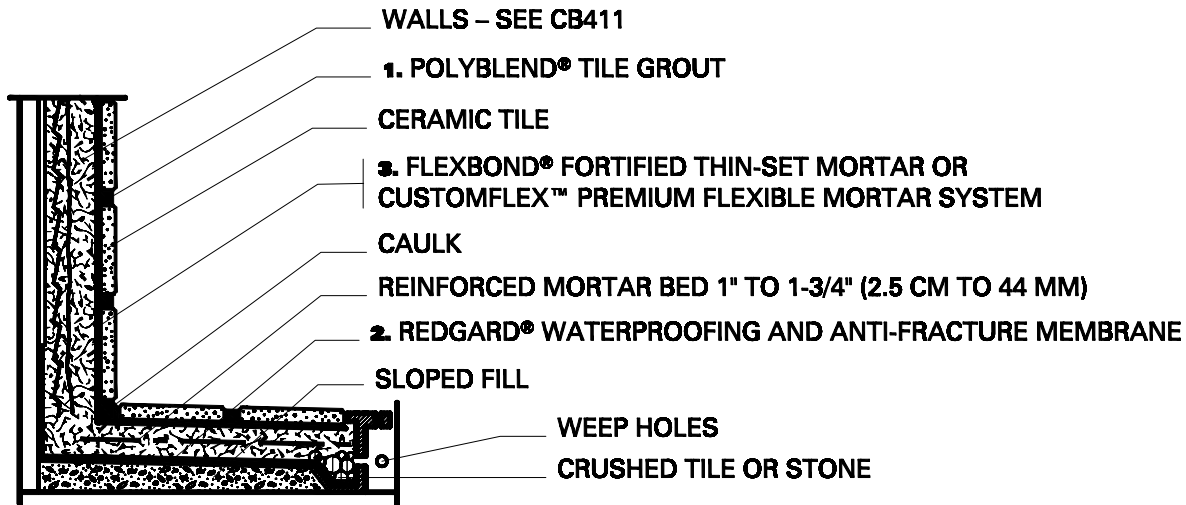 WALLS – SEE CB411
1. POLYBLEND® TILE GROUT
CERAMIC TILE
3. FLEXBOND® FORTIFIED THIN-SET MORTAR OR
CUSTOMFLEX™ PREMIUM FLEXIBLE MORTAR SYSTEM
CAULK
REINFORCED MORTAR BED 1" TO 1-3/4" (2.5 CM TO 44 MM)
2. REDGARD® WATERPROOFING AND ANTI-FRACTURE MEMBRANE
SLOPED FILL
WEEP HOLES
CRUSHED TILE OR STONE